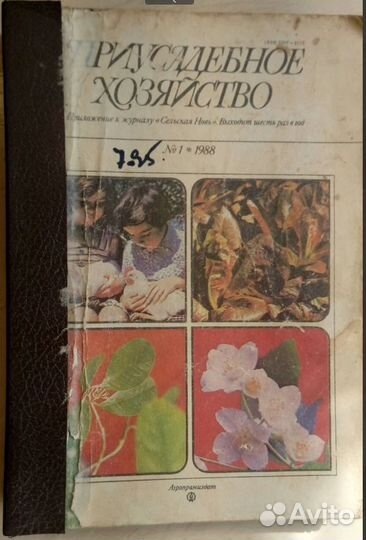 ПРИУСАДЕБНОЕ
ХОЗЯЙСТВО
Приложение к журналу «Сельская Новь». Выходит шесть раз в год
№ 1 * 1988
Агропромиздат
Avito